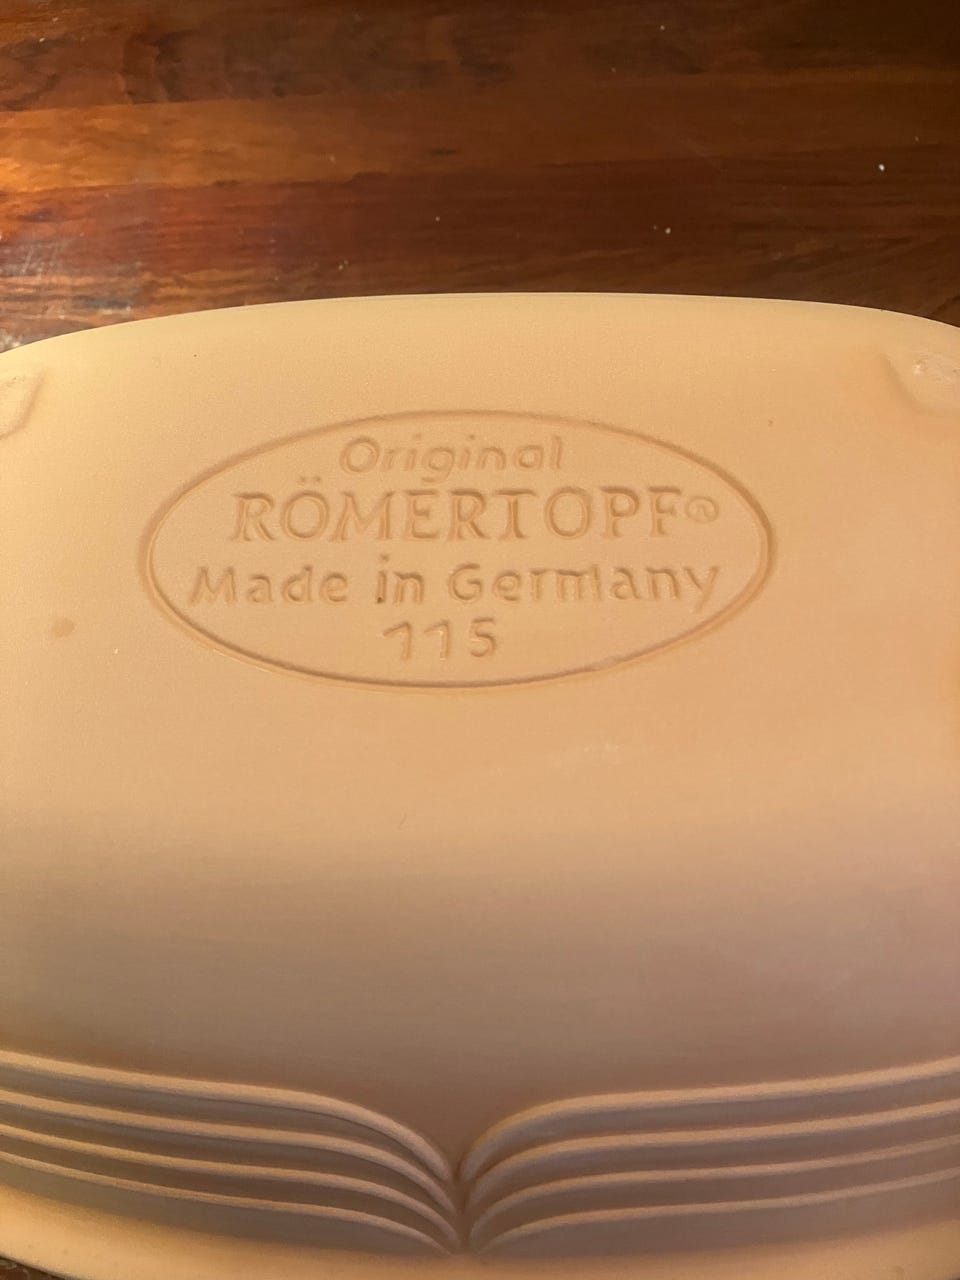 Original
RÖMERTOPF®
Made in Germany
115